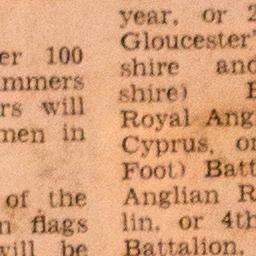 er 100
ummers
rs will
men in
of the
n flags
will be
year, or 2
Gloucester'
shire and
shire)
Royal Ang
Cyprus, or
Foot) Batt
Anglian R
lin, or 4th
Battalion,